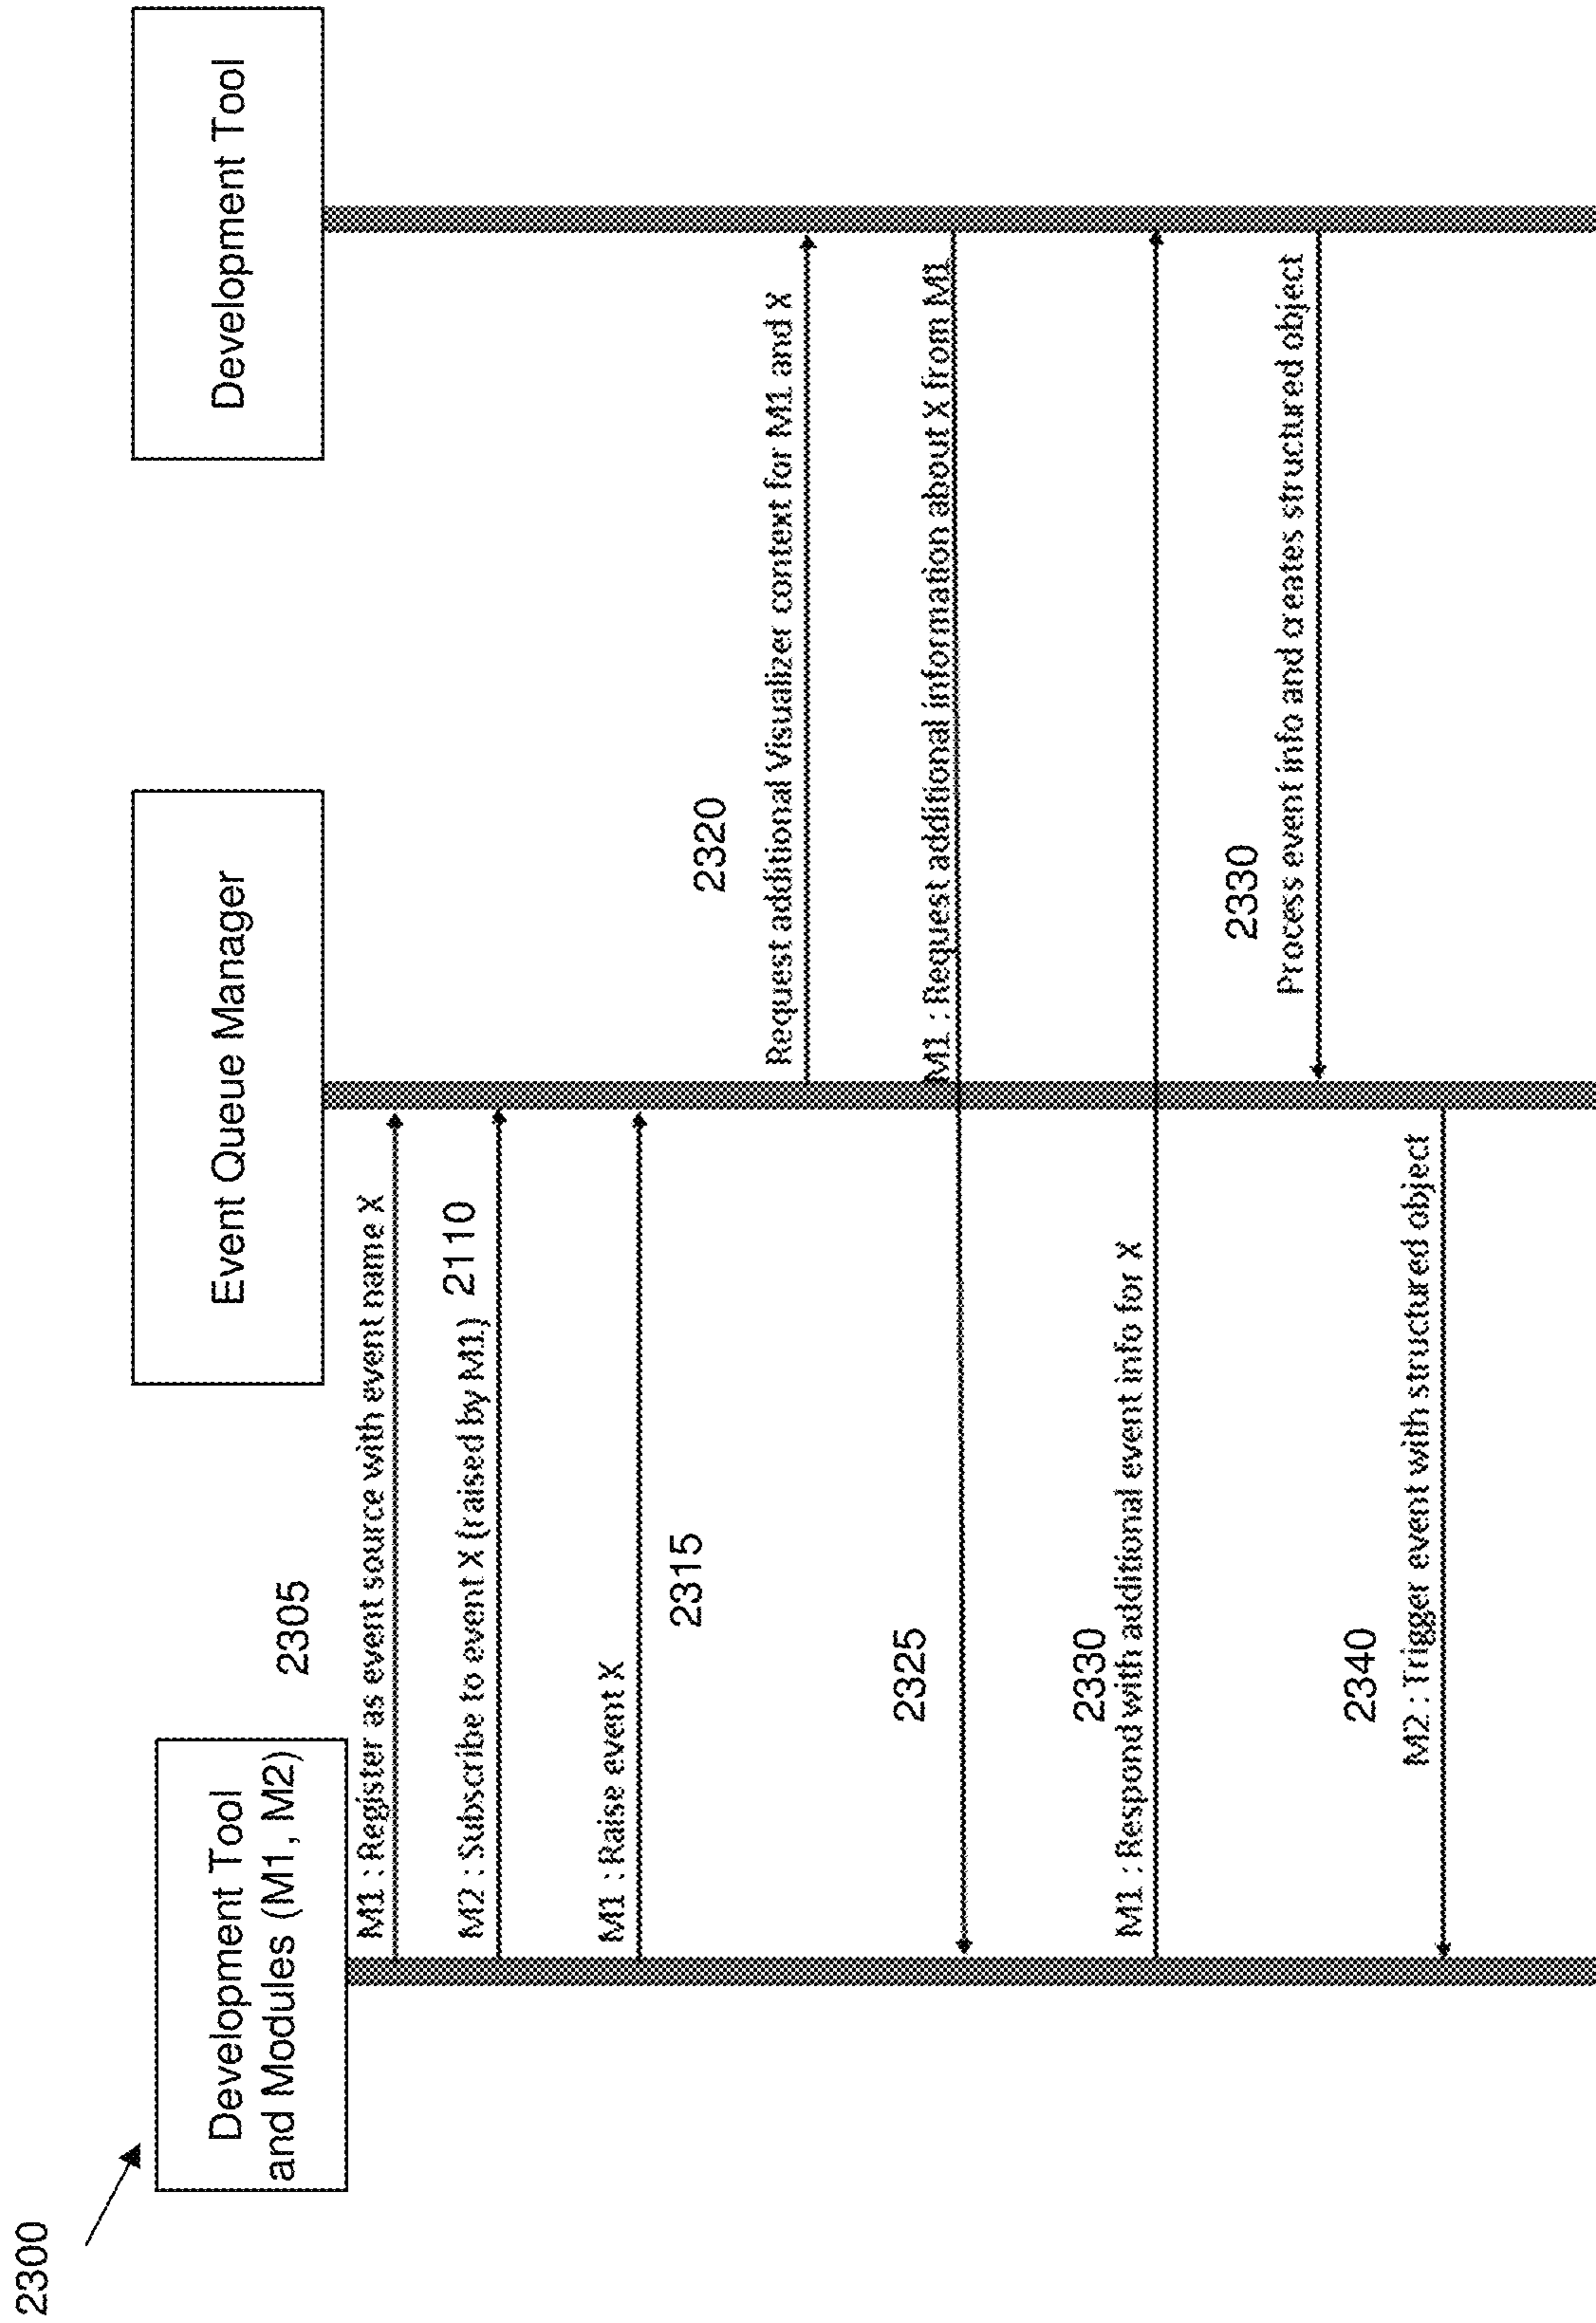 2300
Development Tool
and Modules (M1, M2)
Event Queue Manager
Development Tool
2305
M1 : Register as event source with event name X
M2 : Subscribe to event X (raised by M1)
2110
M1 : Raise event X
2315
2320
Request additional Visualizer context for M1 and X
2325
M1 : Request additional information about X from M1
2330
M1 : Respond with additional event info for X
2330
Process event info and creates structured object
2340
M2 : Trigger event with structured object